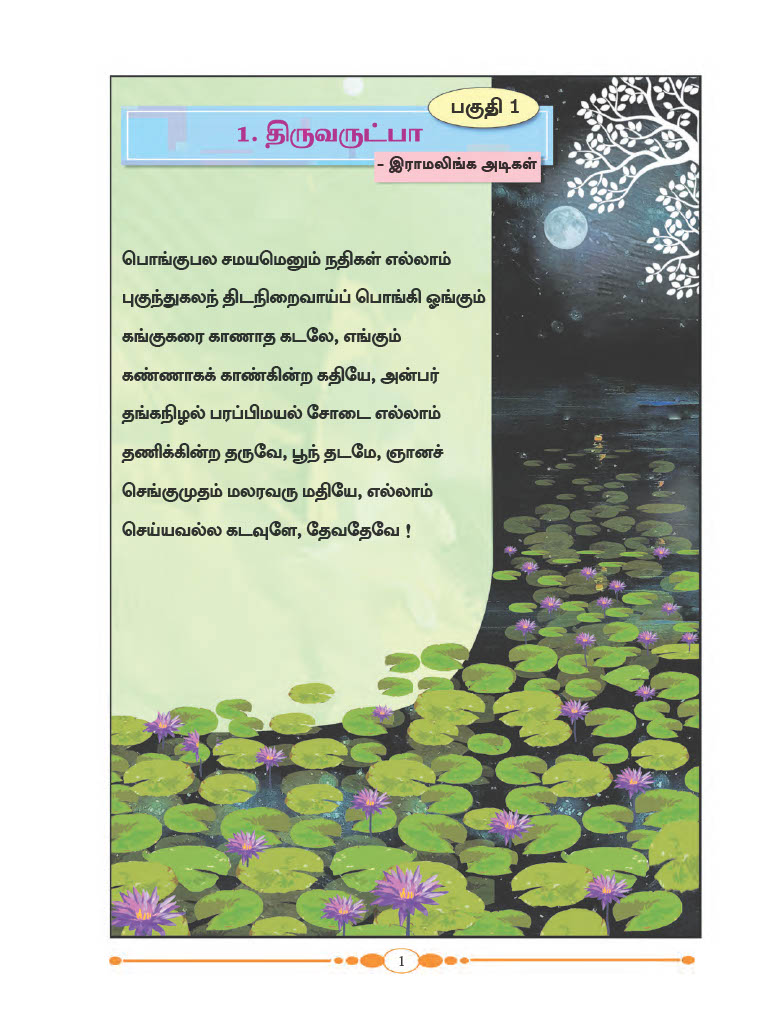 பகுதி 1
1. திருவருட்பா
- இராமலிங்க அடிகள்
பொங்குபல சமயமெனும் நதிகள் எல்லாம்
புகுந்துகலந் திடநிறைவாய்ப் பொங்கி ஓங்கும்
கங்குகரை காணாத கடலே, எங்கும்
கண்ணாகக் காண்கின்ற கதியே, அன்பர்
தங்கநிழல் பரப்பிமயல் சோடை எல்லாம்
தணிக்கின்ற தருவே, பூந் தடமே, ஞானச்
செங்குமுதம் மலரவரு மதியே, எல்லாம்
செய்யவல்ல கடவுளே, தேவதேவே !
1